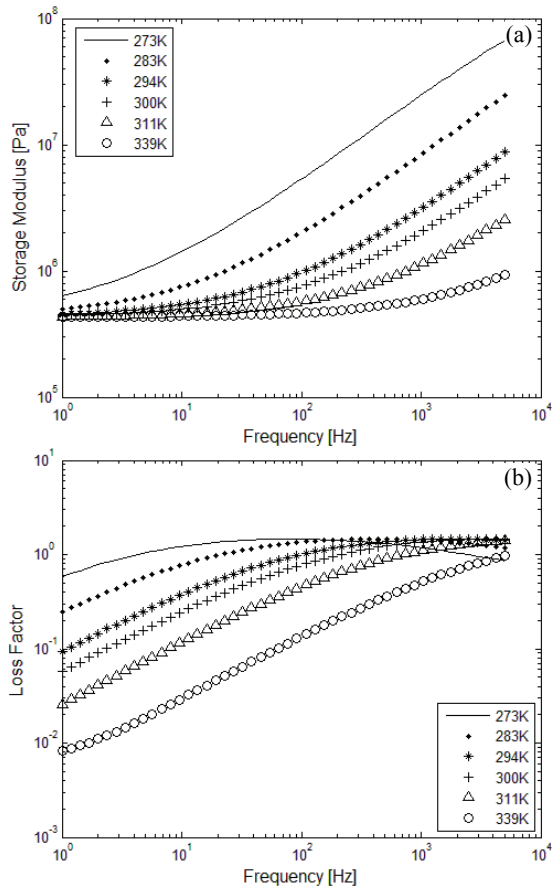 (a)
273K
283K
294K
300K
311K
339K
Storage Modulus [Pa]
10^8
10^7
10^6
10^5
10^0
10^1
10^2
10^3
10^4
Frequency [Hz]
(b)
Loss Factor
10^1
10^0
10^-1
10^-2
10^-3
273K
283K
294K
300K
311K
339K
10^0
10^1
10^2
10^3
10^4
Frequency [Hz]